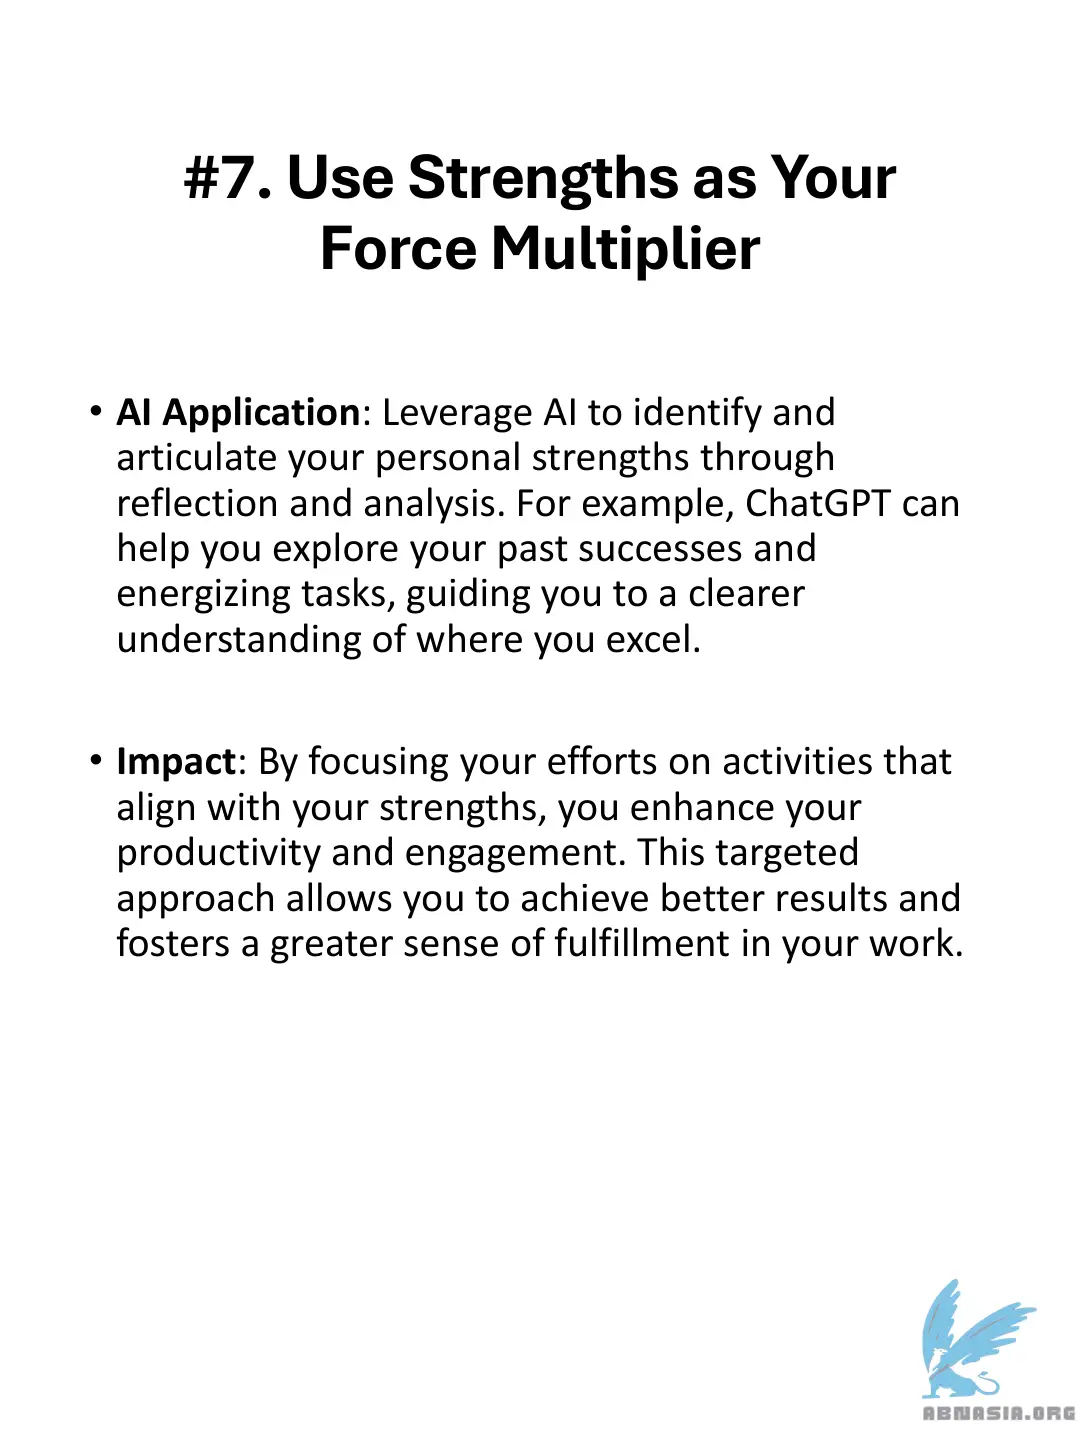 #7. Use Strengths as Your
Force Multiplier
• AI Application: Leverage AI to identify and
articulate your personal strengths through
reflection and analysis. For example, ChatGPT can
help you explore your past successes and
energizing tasks, guiding you to a clearer
understanding of where you excel.
• Impact: By focusing your efforts on activities that
align with your strengths, you enhance your
productivity and engagement. This targeted
approach allows you to achieve better results and
fosters a greater sense of fulfillment in your work.
ABNASIA.ORG